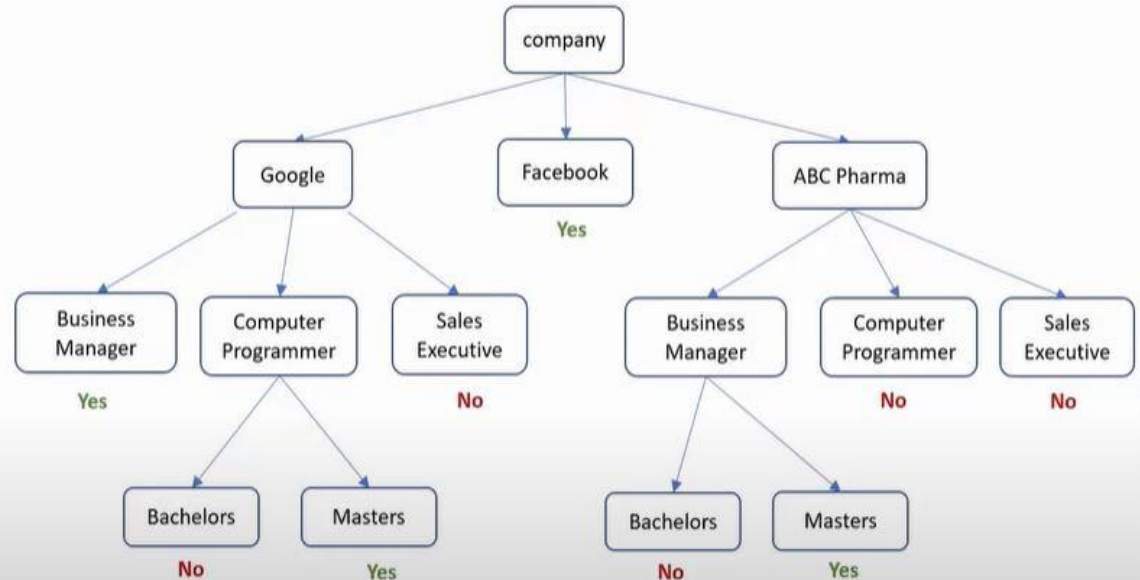 company
Google
Facebook
ABC Pharma
Yes
Business
Manager
Computer
Programmer
Sales
Executive
Business
Manager
Computer
Programmer
Sales
Executive
Yes
No
No
No
Bachelors
Masters
Bachelors
Masters
No
Yes
No
Yes